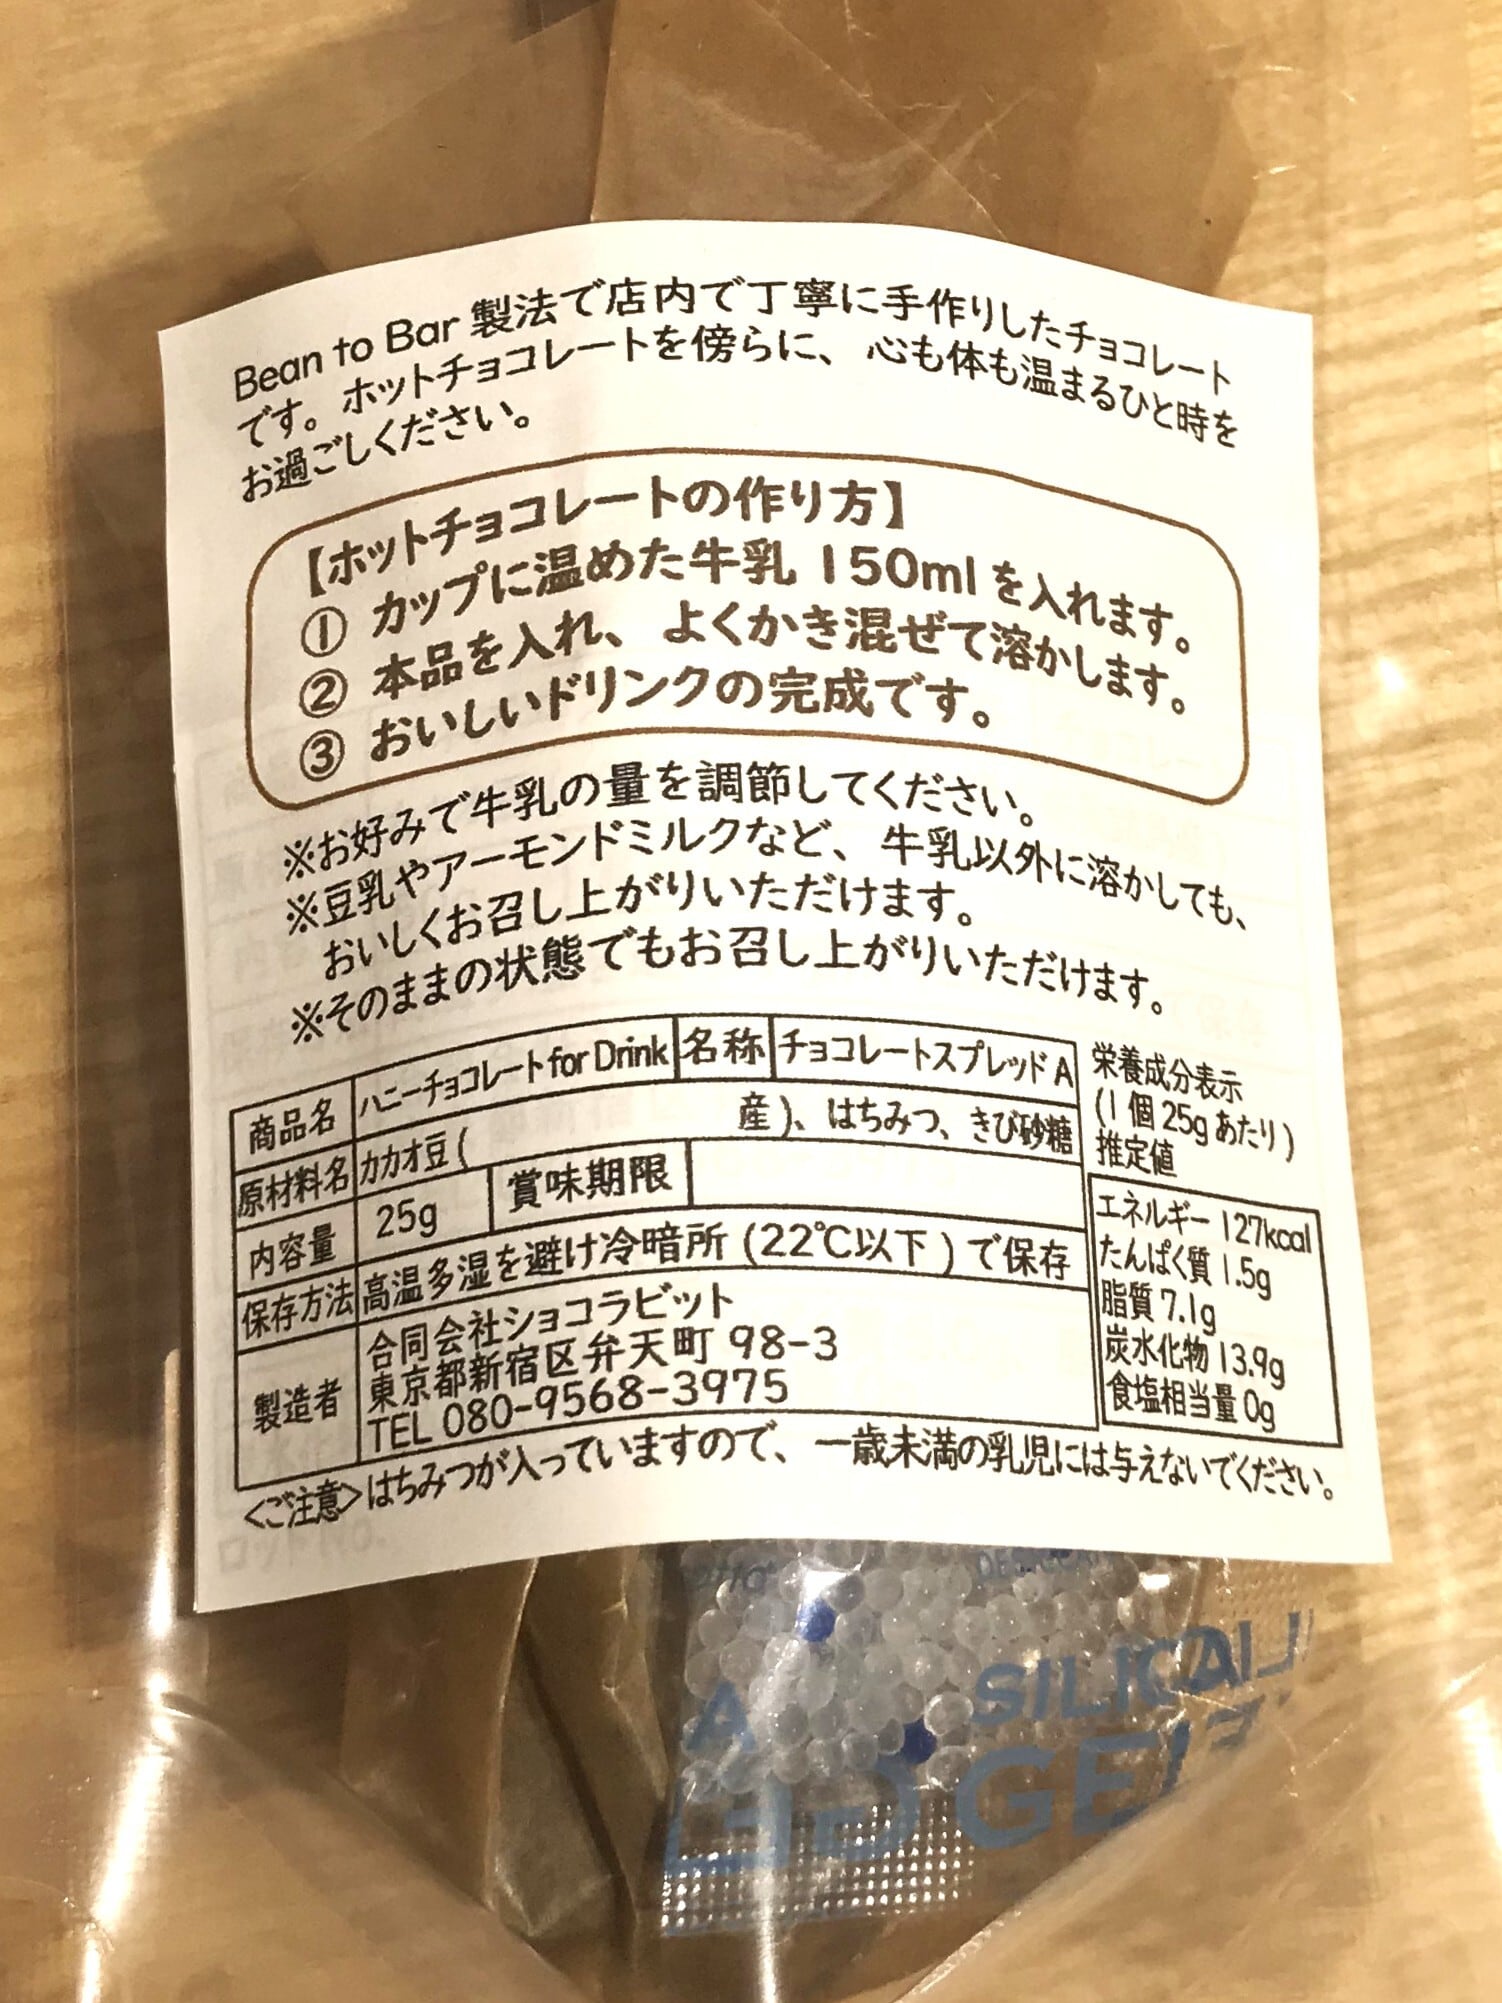 Bean to Bar 製法で店内で丁寧に手作りしたチョコレート
です。ホットチョコレートを傍らに、心も体も温まるひと時を
お過ごしください。
【ホットチョコレートの作り方】
① カップに温めた牛乳 150ml を入れます。
② 本品を入れ、よくかき混ぜて溶かします。
③ おいしいドリンクの完成です。
※お好みで牛乳の量を調節してください。
※豆乳やアーモンドミルクなど、牛乳以外に溶かしても、
おいしくお召し上がりいただけます。
※そのままの状態でもお召し上がりいただけます。
商品名 ハニーチョコレート for Drink 名称 チョコレートスプレッド A
原材料名 カカオ豆 ( 産 )、はちみつ、きび砂糖
内容量 25g 賞味期限
保存方法 高温多湿を避け冷暗所 (22℃以下 ) で保存
製造者 合同会社ショコラビット
東京都新宿区弁天町 98-3
TEL 080-9568-3975
栄養成分表示
(1 個 25g あたり )
推定値
エネルギー 127kcal
たんぱく質 1.5g
脂質 7.1g
炭水化物 13.9g
食塩相当量 0g
<ご注意>はちみつが入っていますので、一歳未満の乳児には与えないでください。
ロットNo.
SILICA
GEL